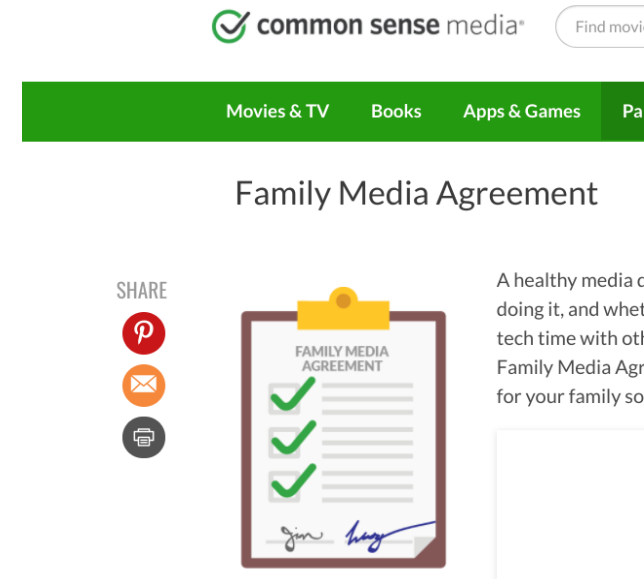 common sense media®
Find movi
Movies & TV Books Apps & Games Pa
Family Media Agreement
SHARE
FAMILY MEDIA
AGREEMENT
Jim
A healthy media d
doing it, and whet
tech time with oth
Family Media Agr
for your family so